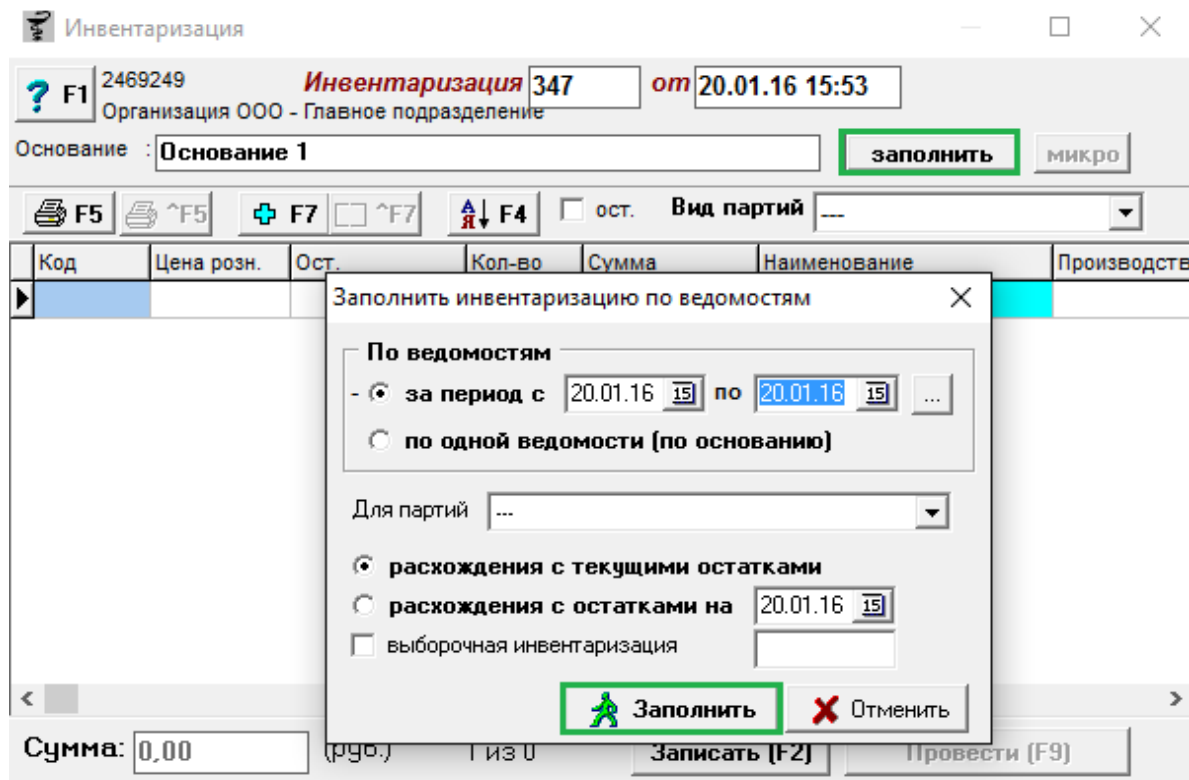 Инвентаризация
? F1 2469249 Инвентаризация 347 от 20.01.16 15:53
Организация ООО - Главное подразделение
Основание : Основание 1 заполнить микро
F5 ^F5 F7 ^F7 А Я F4 ост. Вид партий ---
Код Цена розн. Ост. Кол-во Сумма Наименование Производств
Заполнить инвентаризацию по ведомостям
По ведомостям
- за период с 20.01.16 15 по 20.01.16 15 ...
по одной ведомости (по основанию)
Для партий ---
расхождения с текущими остатками
расхождения с остатками на 20.01.16 15
выборочная инвентаризация
Заполнить Отменить
Сумма: 0,00 (руб.) 1 из 0 Записать (F2) Провести (F9)